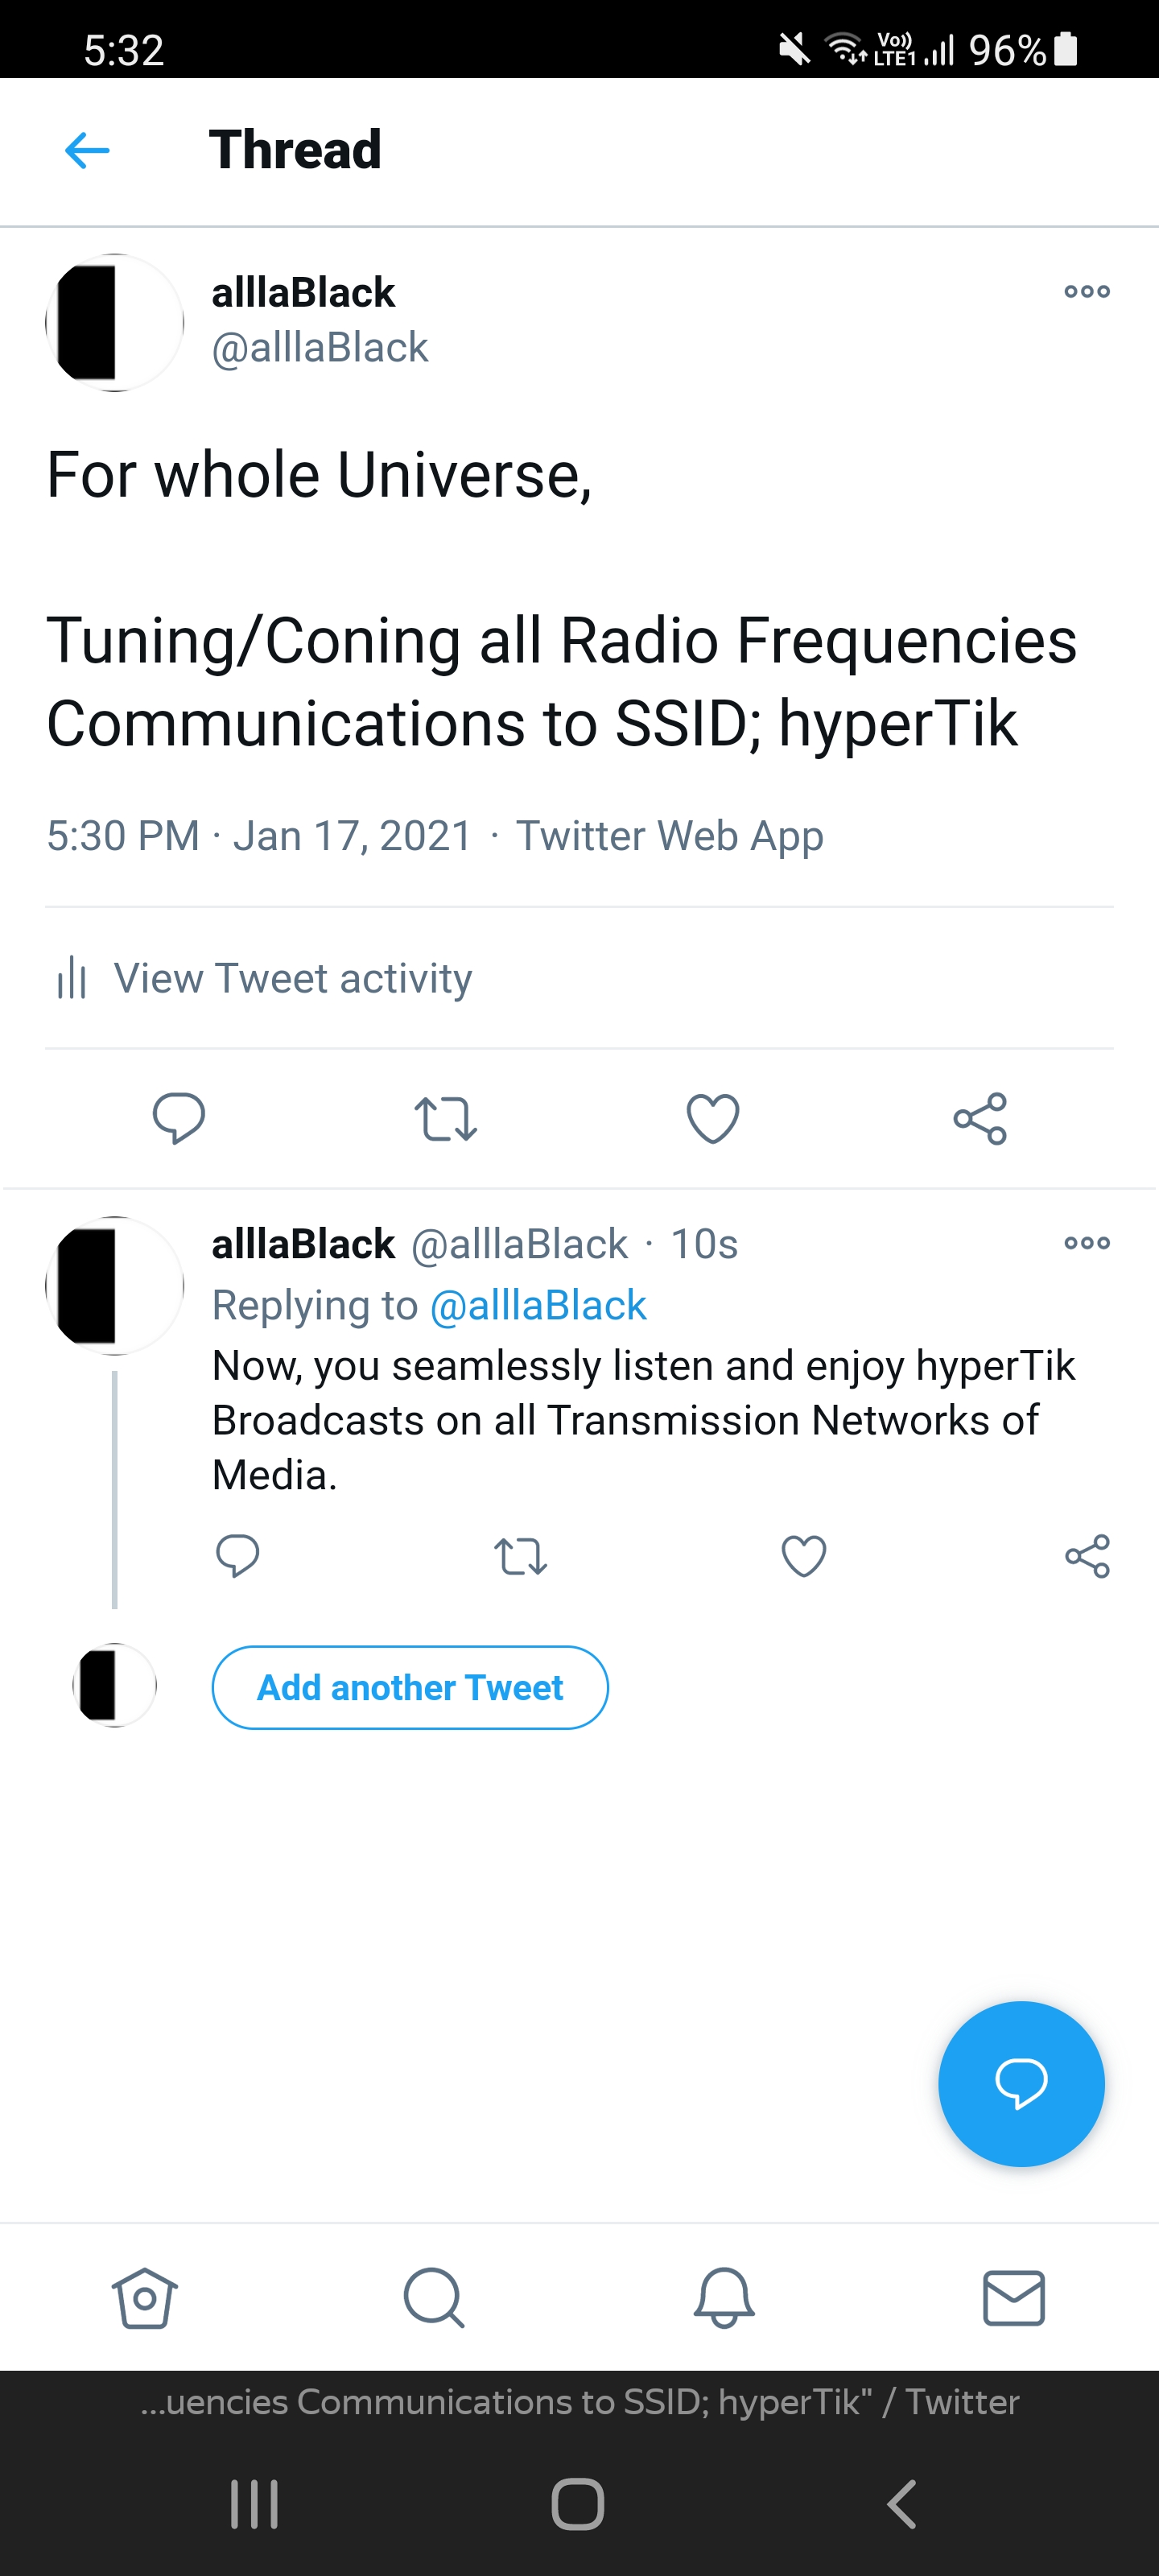 5:32
Vo))
LTE1
96%
Thread
alllaBlack
@alllaBlack
For whole Universe,
Tuning/Coning all Radio Frequencies
Communications to SSID; hyperTik
5:30 PM · Jan 17, 2021 · Twitter Web App
View Tweet activity
alllaBlack @alllaBlack · 10s
Replying to @alllaBlack
Now, you seamlessly listen and enjoy hyperTik
Broadcasts on all Transmission Networks of
Media.
Add another Tweet
...uencies Communications to SSID; hyperTik" / Twitter